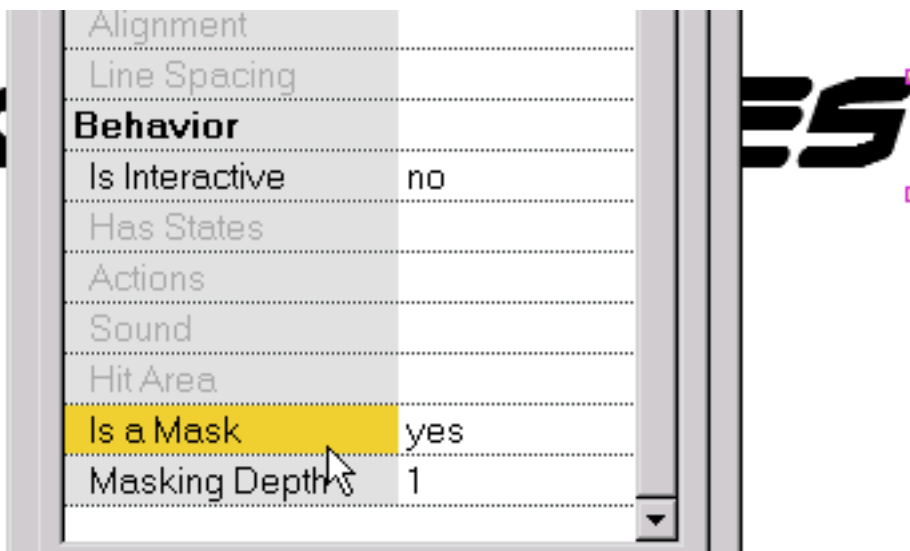 Alignment
Line Spacing
Behavior
Is Interactive no
Has States
Actions
Sound
Hit Area
Is a Mask yes
Masking Depth 1
ES